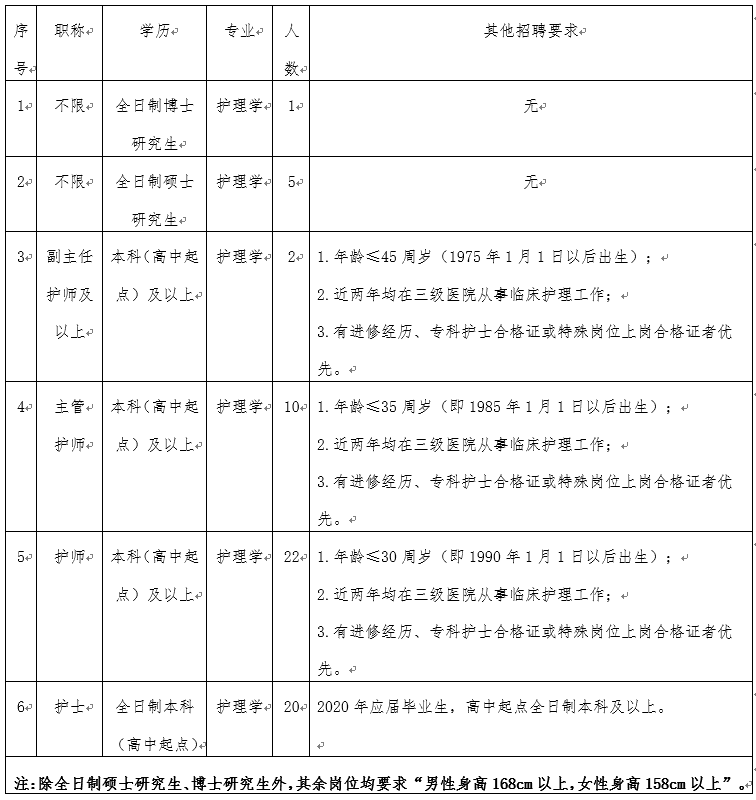 序号 职称 学历 专业 人数 其他招聘要求
1 不限 全日制博士研究生 护理学 1 无
2 不限 全日制硕士研究生 护理学 5 无
3 副主任护师及以上 本科（高中起点）及以上 护理学 2 1.年龄≤45周岁（1975年1月1日以后出生）；
2.近两年均在三级医院从事临床护理工作；
3.有进修经历、专科护士合格证或特殊岗位上岗合格证者优
先。
4 主管护师 本科（高中起点）及以上 护理学 10 1.年龄≤35周岁（即1985年1月1日以后出生）；
2.近两年均在三级医院从事临床护理工作；
3.有进修经历、专科护士合格证或特殊岗位上岗合格证者优
先。
5 护师 本科（高中起点）及以上 护理学 22 1.年龄≤30周岁（即1990年1月1日以后出生）；
2.近两年均在三级医院从事临床护理工作；
3.有进修经历、专科护士合格证或特殊岗位上岗合格证者优
先。
6 护士 全日制本科（高中起点） 护理学 20 2020年应届毕业生，高中起点全日制本科及以上。
注:除全日制硕士研究生、博士研究生外,其余岗位均要求“男性身高168cm以上,女性身高158cm以上”。